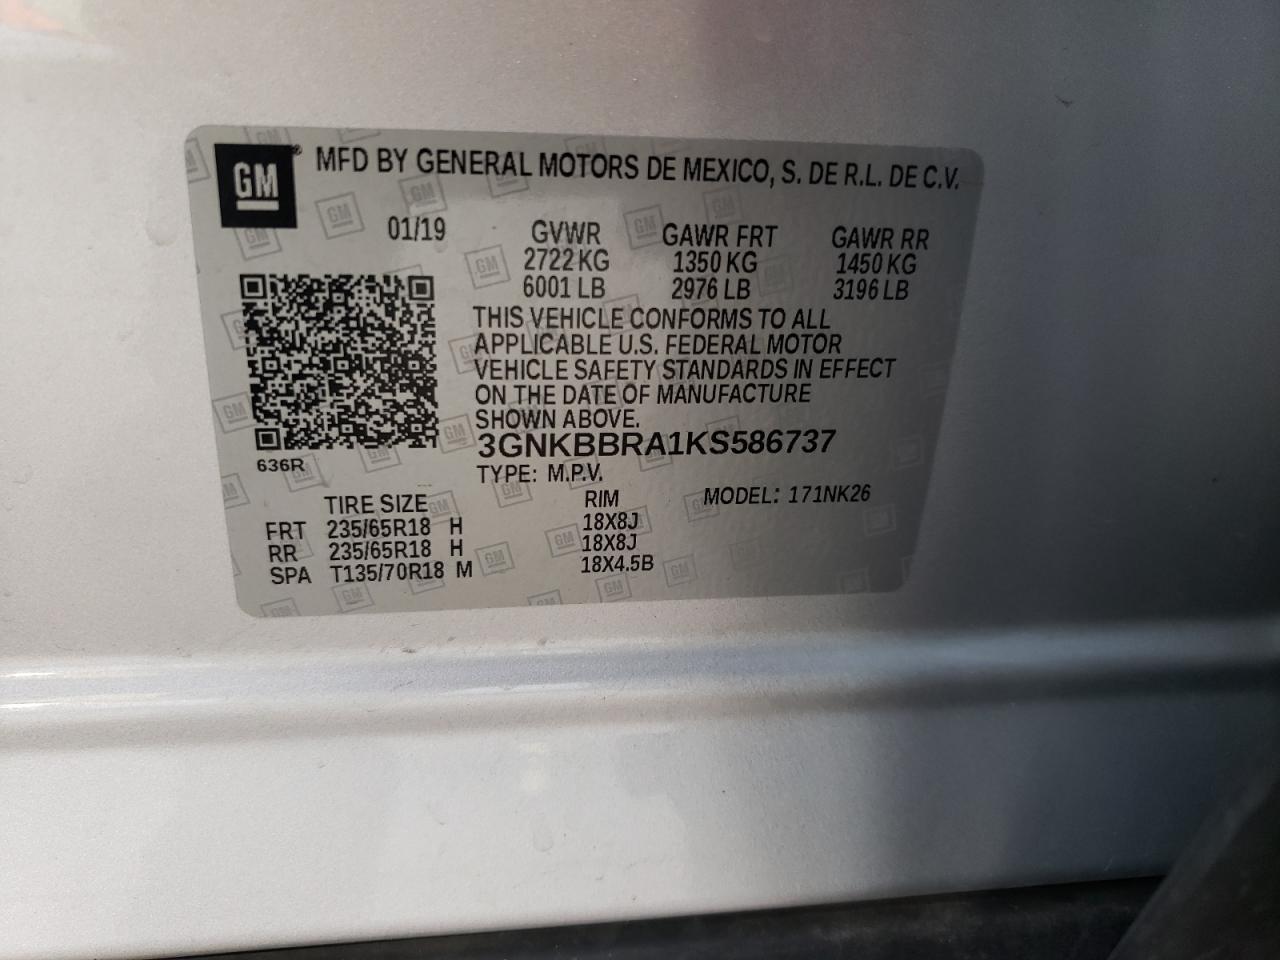 GM® MFD BY GENERAL MOTORS DE MEXICO, S. DE R.L. DE C.V.
01/19 GVWR GAWR FRT GAWR RR
2722 KG 1350 KG 1450 KG
6001 LB 2976 LB 3196 LB
THIS VEHICLE CONFORMS TO ALL
APPLICABLE U.S. FEDERAL MOTOR
VEHICLE SAFETY STANDARDS IN EFFECT
ON THE DATE OF MANUFACTURE
SHOWN ABOVE.
3GNKBBRA1KS586737
636R
TYPE: M.P.V.
TIRE SIZE RIM MODEL: 171NK26
FRT 235/65R18 H 18X8J
RR 235/65R18 H 18X8J
SPA T135/70R18 M 18X4.5B